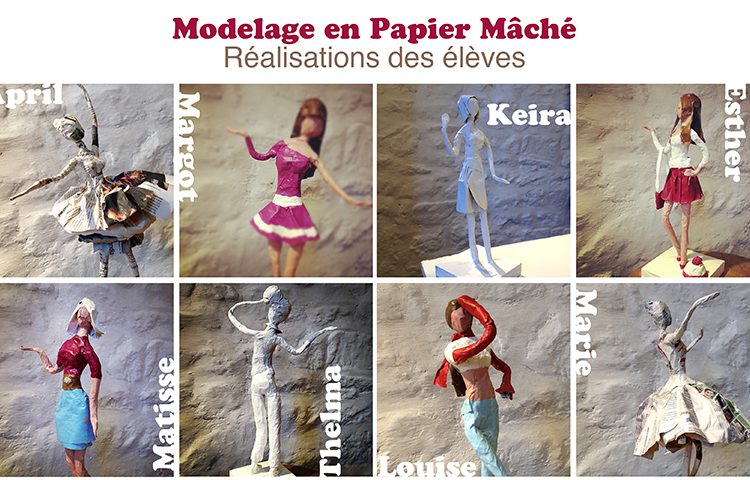 Modelage en Papier Mâché
Réalisations des élèves
April
Margot
Keira
Esther
Matisse
Thelma
Louise
Marie